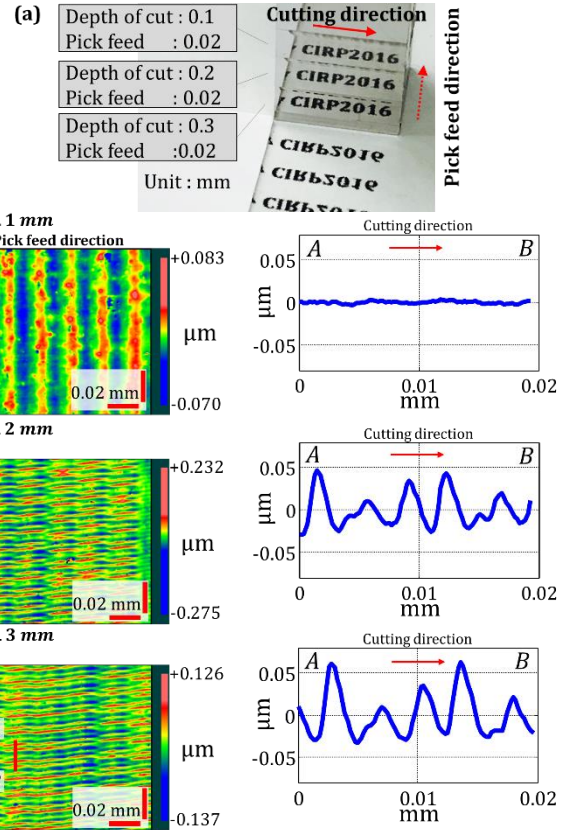 (a)
Depth of cut : 0.1
Pick feed : 0.02
Depth of cut : 0.2
Pick feed : 0.02
Depth of cut : 0.3
Pick feed :0.02
Unit : mm
Cutting direction
CIRP2016
CIRP2016
CIRP2016
CIRP2016
CIRP2016
CIRP2016
Pick feed direction
. 1 mm
Pick feed direction
+0.083
μm
-0.070
0.02 mm
Cutting direction
A B
0.05
0
-0.05
μm
0 0.01 0.02
mm
. 2 mm
+0.232
μm
-0.275
0.02 mm
Cutting direction
A B
0.05
0
-0.05
μm
0 0.01 0.02
mm
. 3 mm
+0.126
μm
-0.137
0.02 mm
Cutting direction
A B
0.05
0
-0.05
μm
0 0.01 0.02
mm